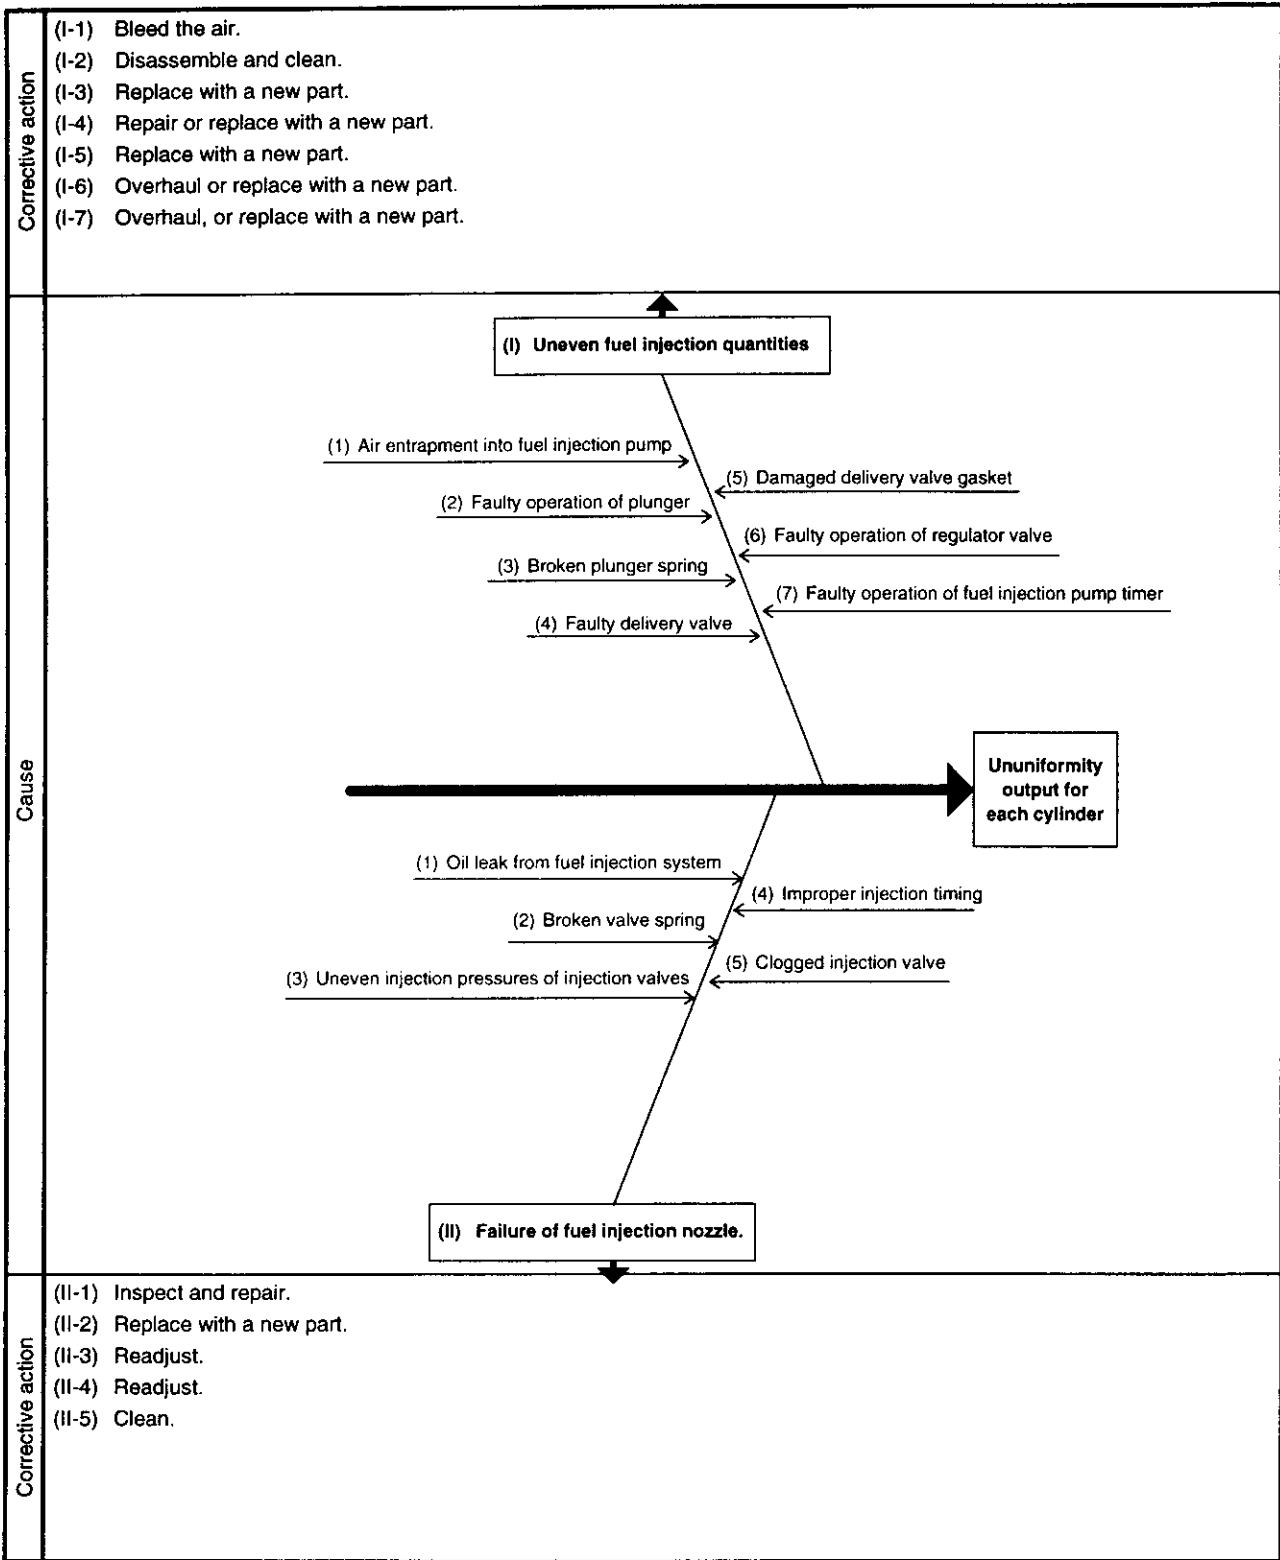 Corrective action
(I-1) Bleed the air.
(I-2) Disassemble and clean.
(I-3) Replace with a new part.
(I-4) Repair or replace with a new part.
(I-5) Replace with a new part.
(I-6) Overhaul or replace with a new part.
(I-7) Overhaul, or replace with a new part.
Cause
(I) Uneven fuel injection quantities
(1) Air entrapment into fuel injection pump
(5) Damaged delivery valve gasket
(2) Faulty operation of plunger
(6) Faulty operation of regulator valve
(3) Broken plunger spring
(7) Faulty operation of fuel injection pump timer
(4) Faulty delivery valve
Ununiformity
output for
each cylinder
(1) Oil leak from fuel injection system
(4) Improper injection timing
(2) Broken valve spring
(5) Clogged injection valve
(3) Uneven injection pressures of injection valves
(II) Failure of fuel injection nozzle.
Corrective action
(II-1) Inspect and repair.
(II-2) Replace with a new part.
(II-3) Readjust.
(II-4) Readjust.
(II-5) Clean.